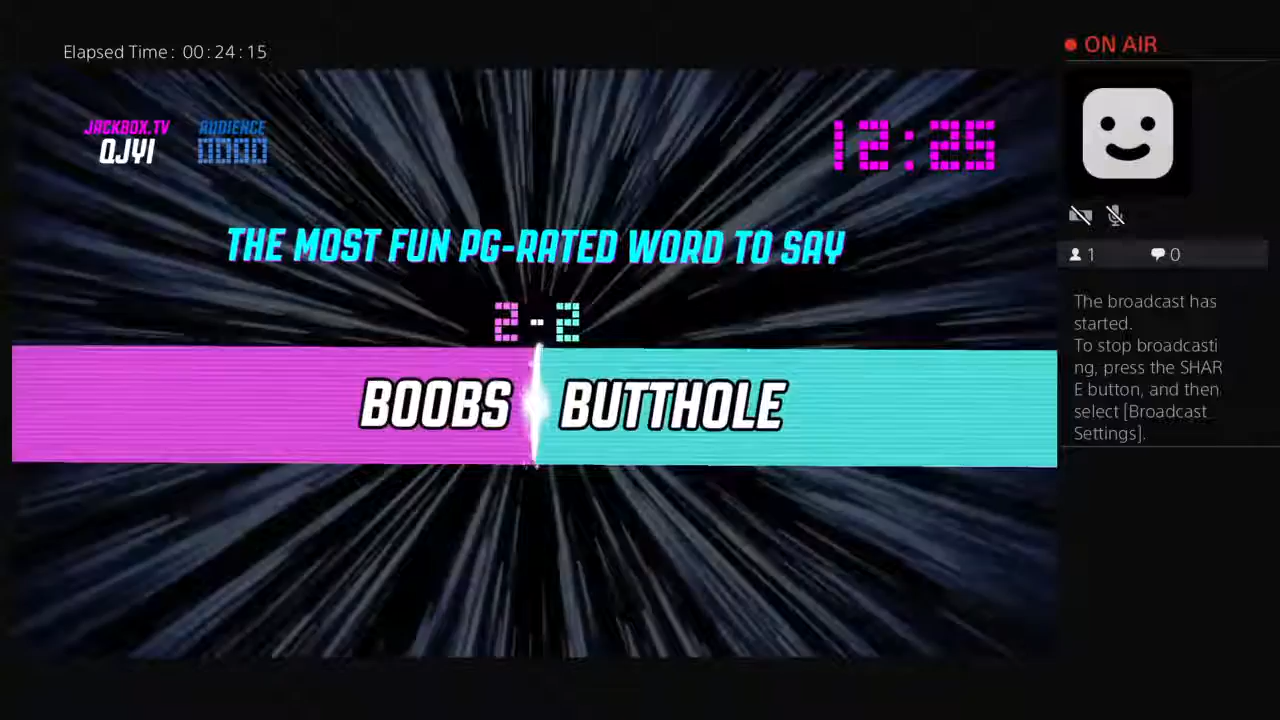 Elapsed Time: 00:24:15
ON AIR
JACKBOX.TV
QJYI
AUDIENCE
0000
12:25
1
0
THE MOST FUN PG-RATED WORD TO SAY
2-2
BOOBS
BUTTHOLE
The broadcast has
started.
To stop broadcasti
ng, press the SHAR
E button, and then
select [Broadcast
Settings].